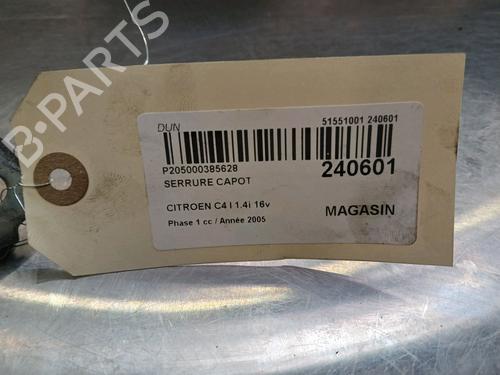 B-PARTS
DUN 51551001 240601
P205000385628 240601
SERRURE CAPOT
CITROEN C4 I 1.4i 16v MAGASIN
Phase 1 cc / Année 2005